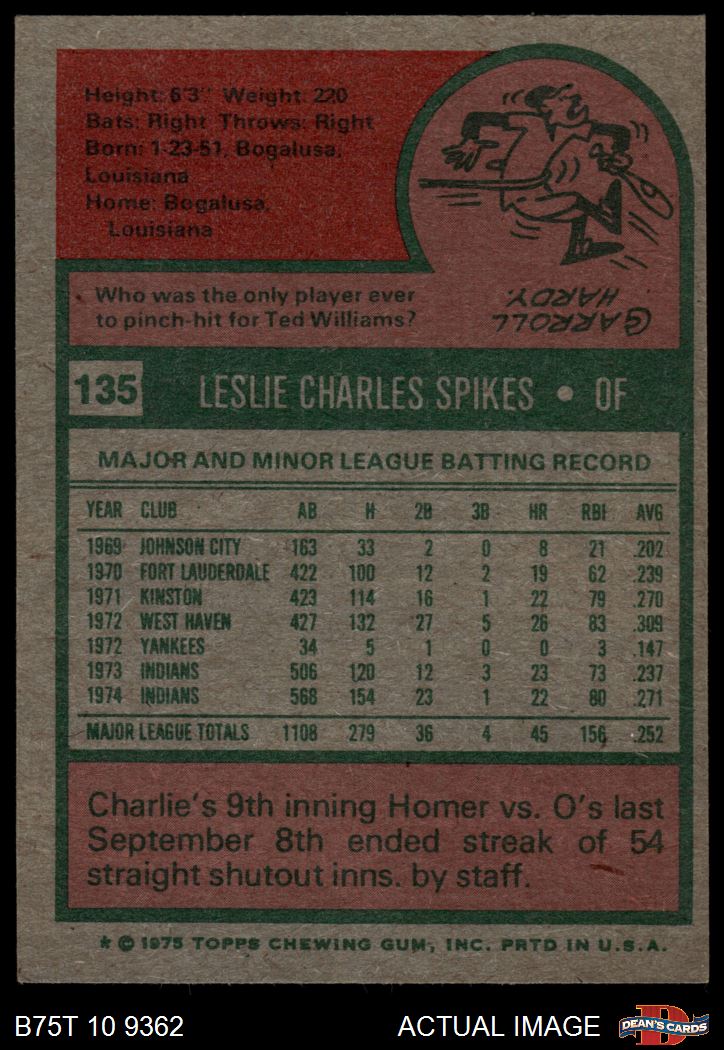 Height: 6'3" Weight: 220
Bats: Right Throws: Right
Born: 1-23-51, Bogalusa,
Louisiana
Home: Bogalusa,
Louisiana
Who was the only player ever
to pinch-hit for Ted Williams?
CARROLL
HARDY.
135 LESLIE CHARLES SPIKES • OF
MAJOR AND MINOR LEAGUE BATTING RECORD
YEAR CLUB AB H 2B 3B HR RBI AVG
1969 JOHNSON CITY 163 33 2 0 8 21 .202
1970 FORT LAUDERDALE 422 100 12 2 19 62 .239
1971 KINSTON 423 114 16 1 22 79 .270
1972 WEST HAVEN 427 132 27 5 26 83 .309
1972 YANKEES 34 5 1 0 0 3 .147
1973 INDIANS 506 120 12 3 23 73 .237
1974 INDIANS 568 154 23 1 22 80 .271
MAJOR LEAGUE TOTALS 1108 279 36 4 45 156 .252
Charlie's 9th inning Homer vs. O's last
September 8th ended streak of 54
straight shutout inns. by staff.
* © 1975 TOPPS CHEWING GUM, INC. PRTD IN U.S.A.
B75T 10 9362 ACTUAL IMAGE D DEAN'S CARDS